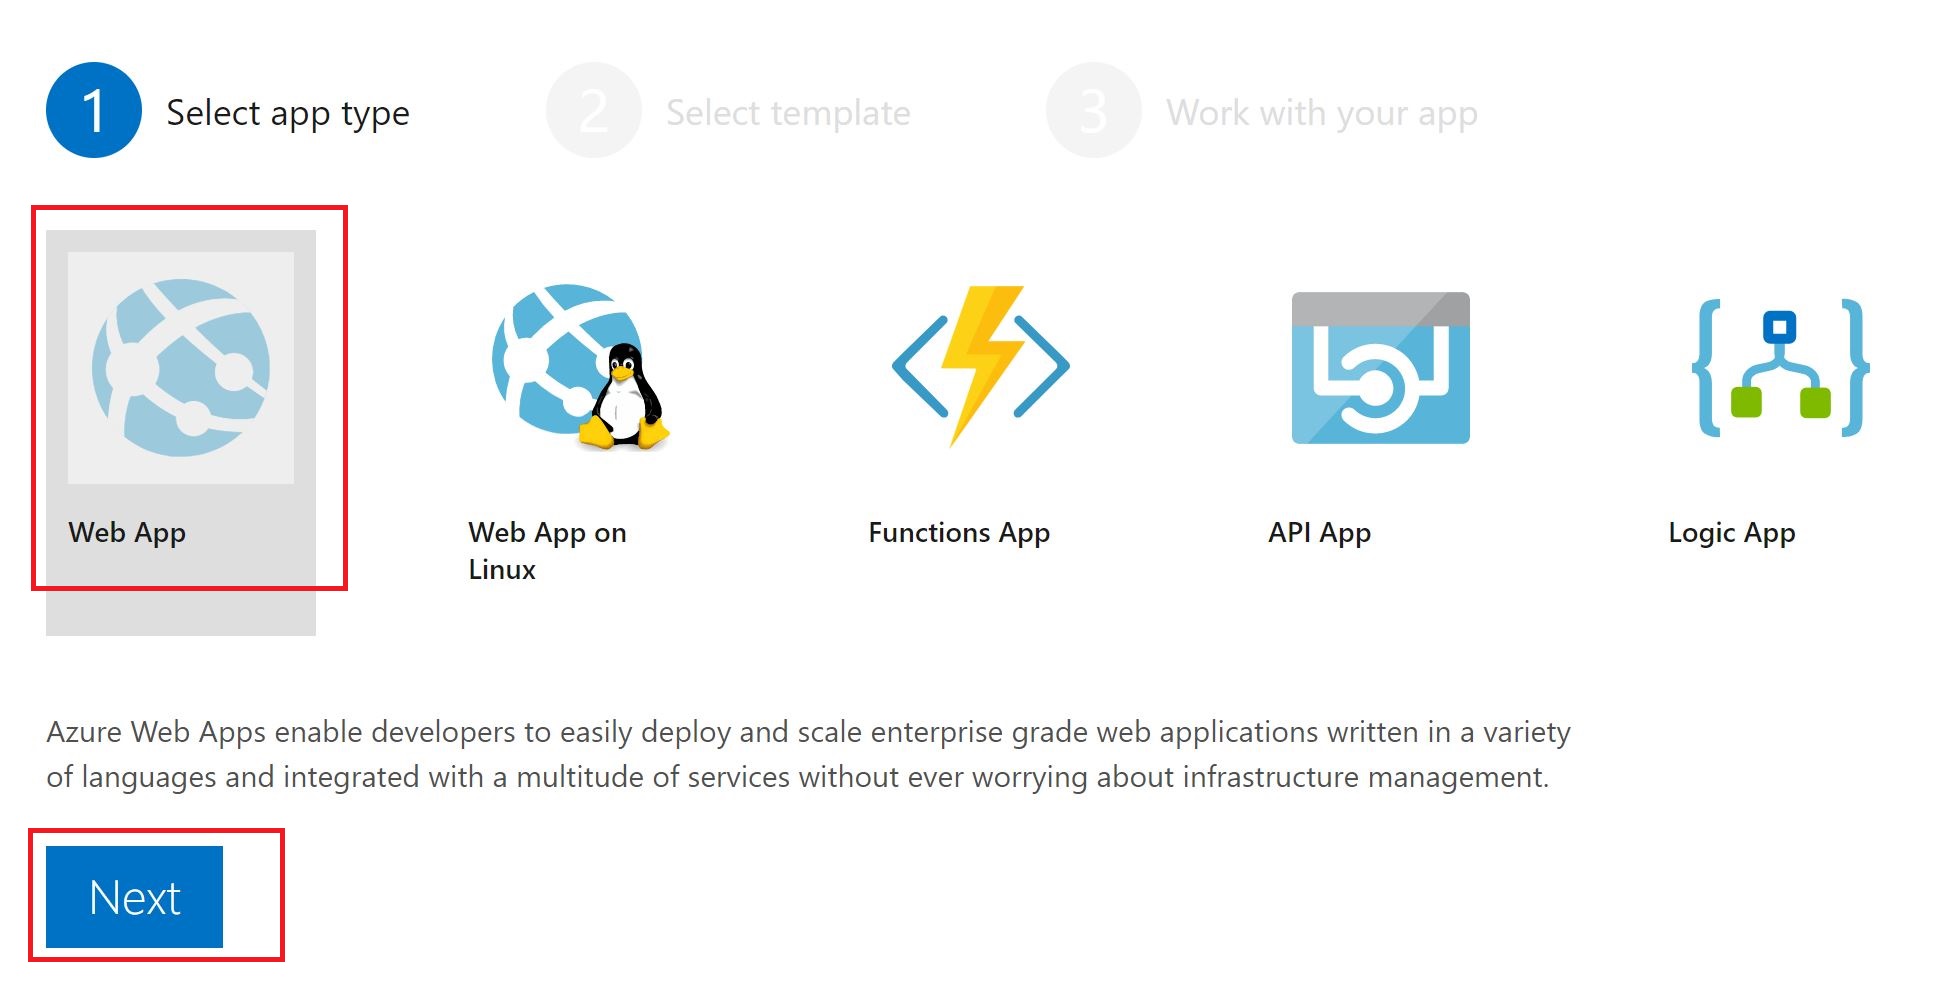 1 Select app type
2 Select template
3 Work with your app
Web App
Web App on
Linux
Functions App
API App
Logic App
Azure Web Apps enable developers to easily deploy and scale enterprise grade web applications written in a variety
of languages and integrated with a multitude of services without ever worrying about infrastructure management.
Next